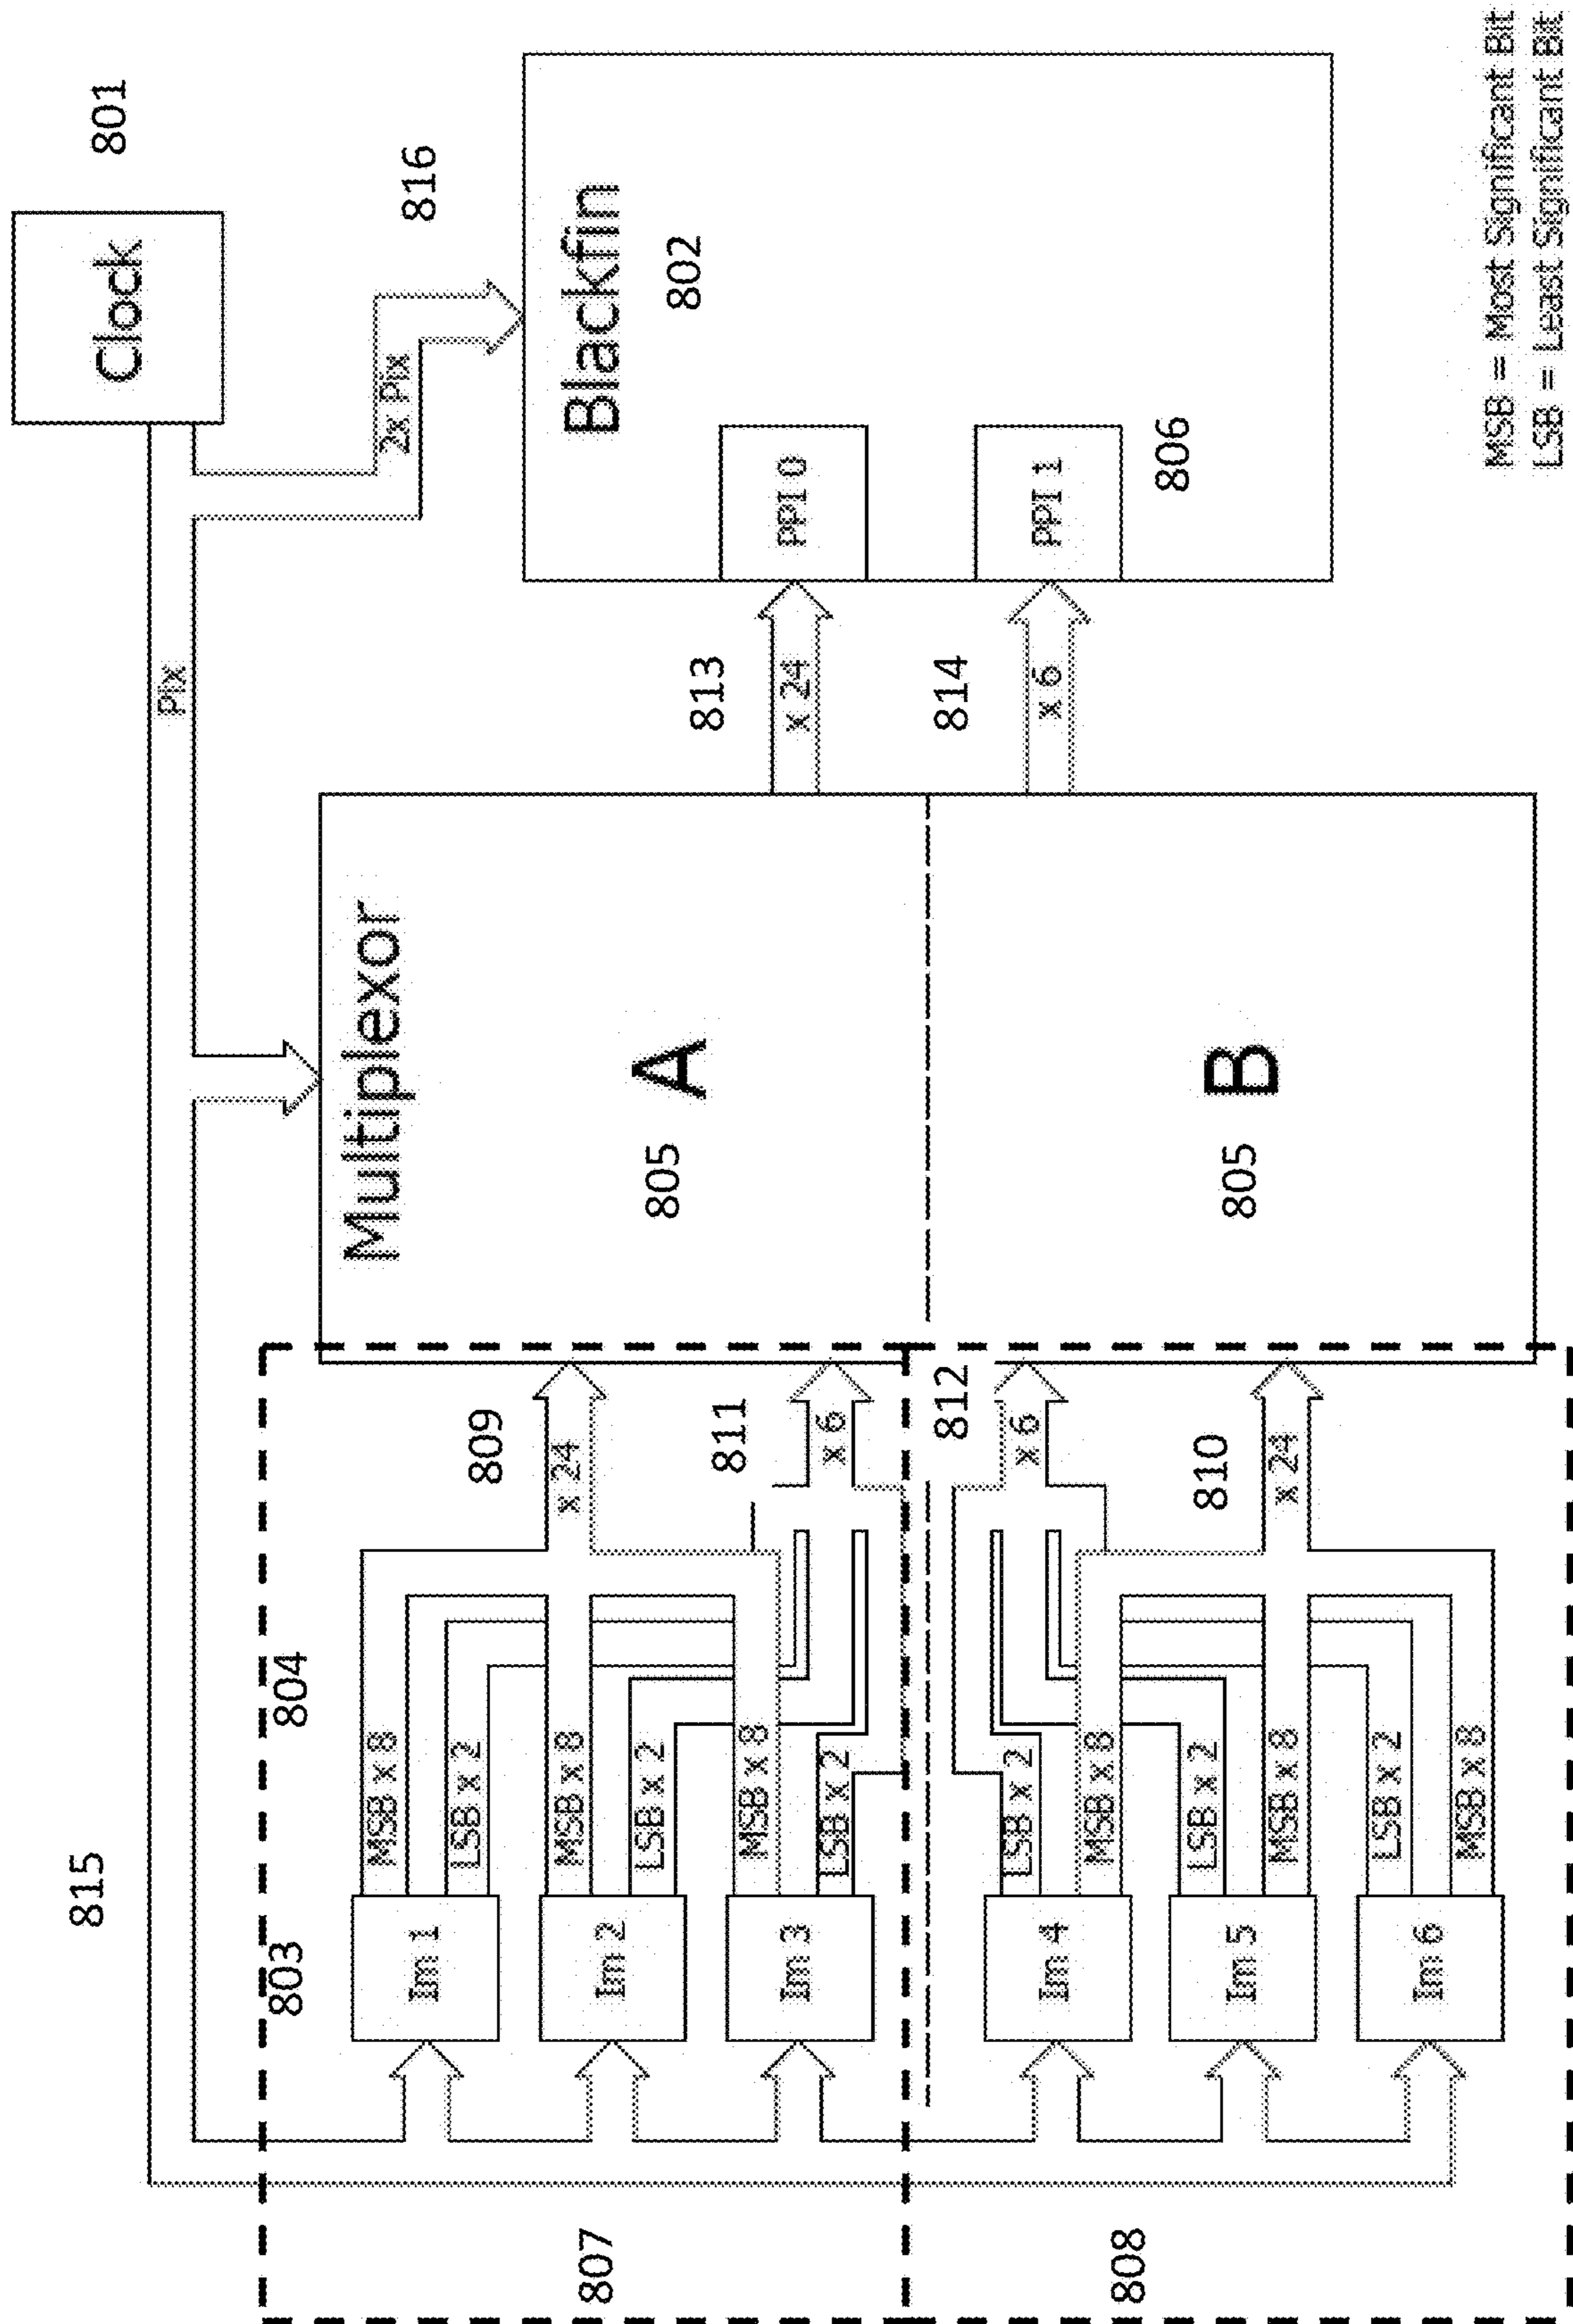 801
Clock
815
Pix
816
2x Pix
Blackfin
802
PPI 0
PPI 1
806
813
x 24
814
x 6
Multiplexor
A
805
B
805
804
803
809
x 24
811
x 6
812
x 6
810
x 24
MSB x 8
LSB x 2
MSB x 8
LSB x 2
MSB x 8
LSB x 2
LSB x 2
MSB x 8
LSB x 2
MSB x 8
LSB x 2
MSB x 8
Im 1
Im 2
Im 3
Im 4
Im 5
Im 6
807
808
MSB = Most Significant Bit
LSB = Least Significant Bit